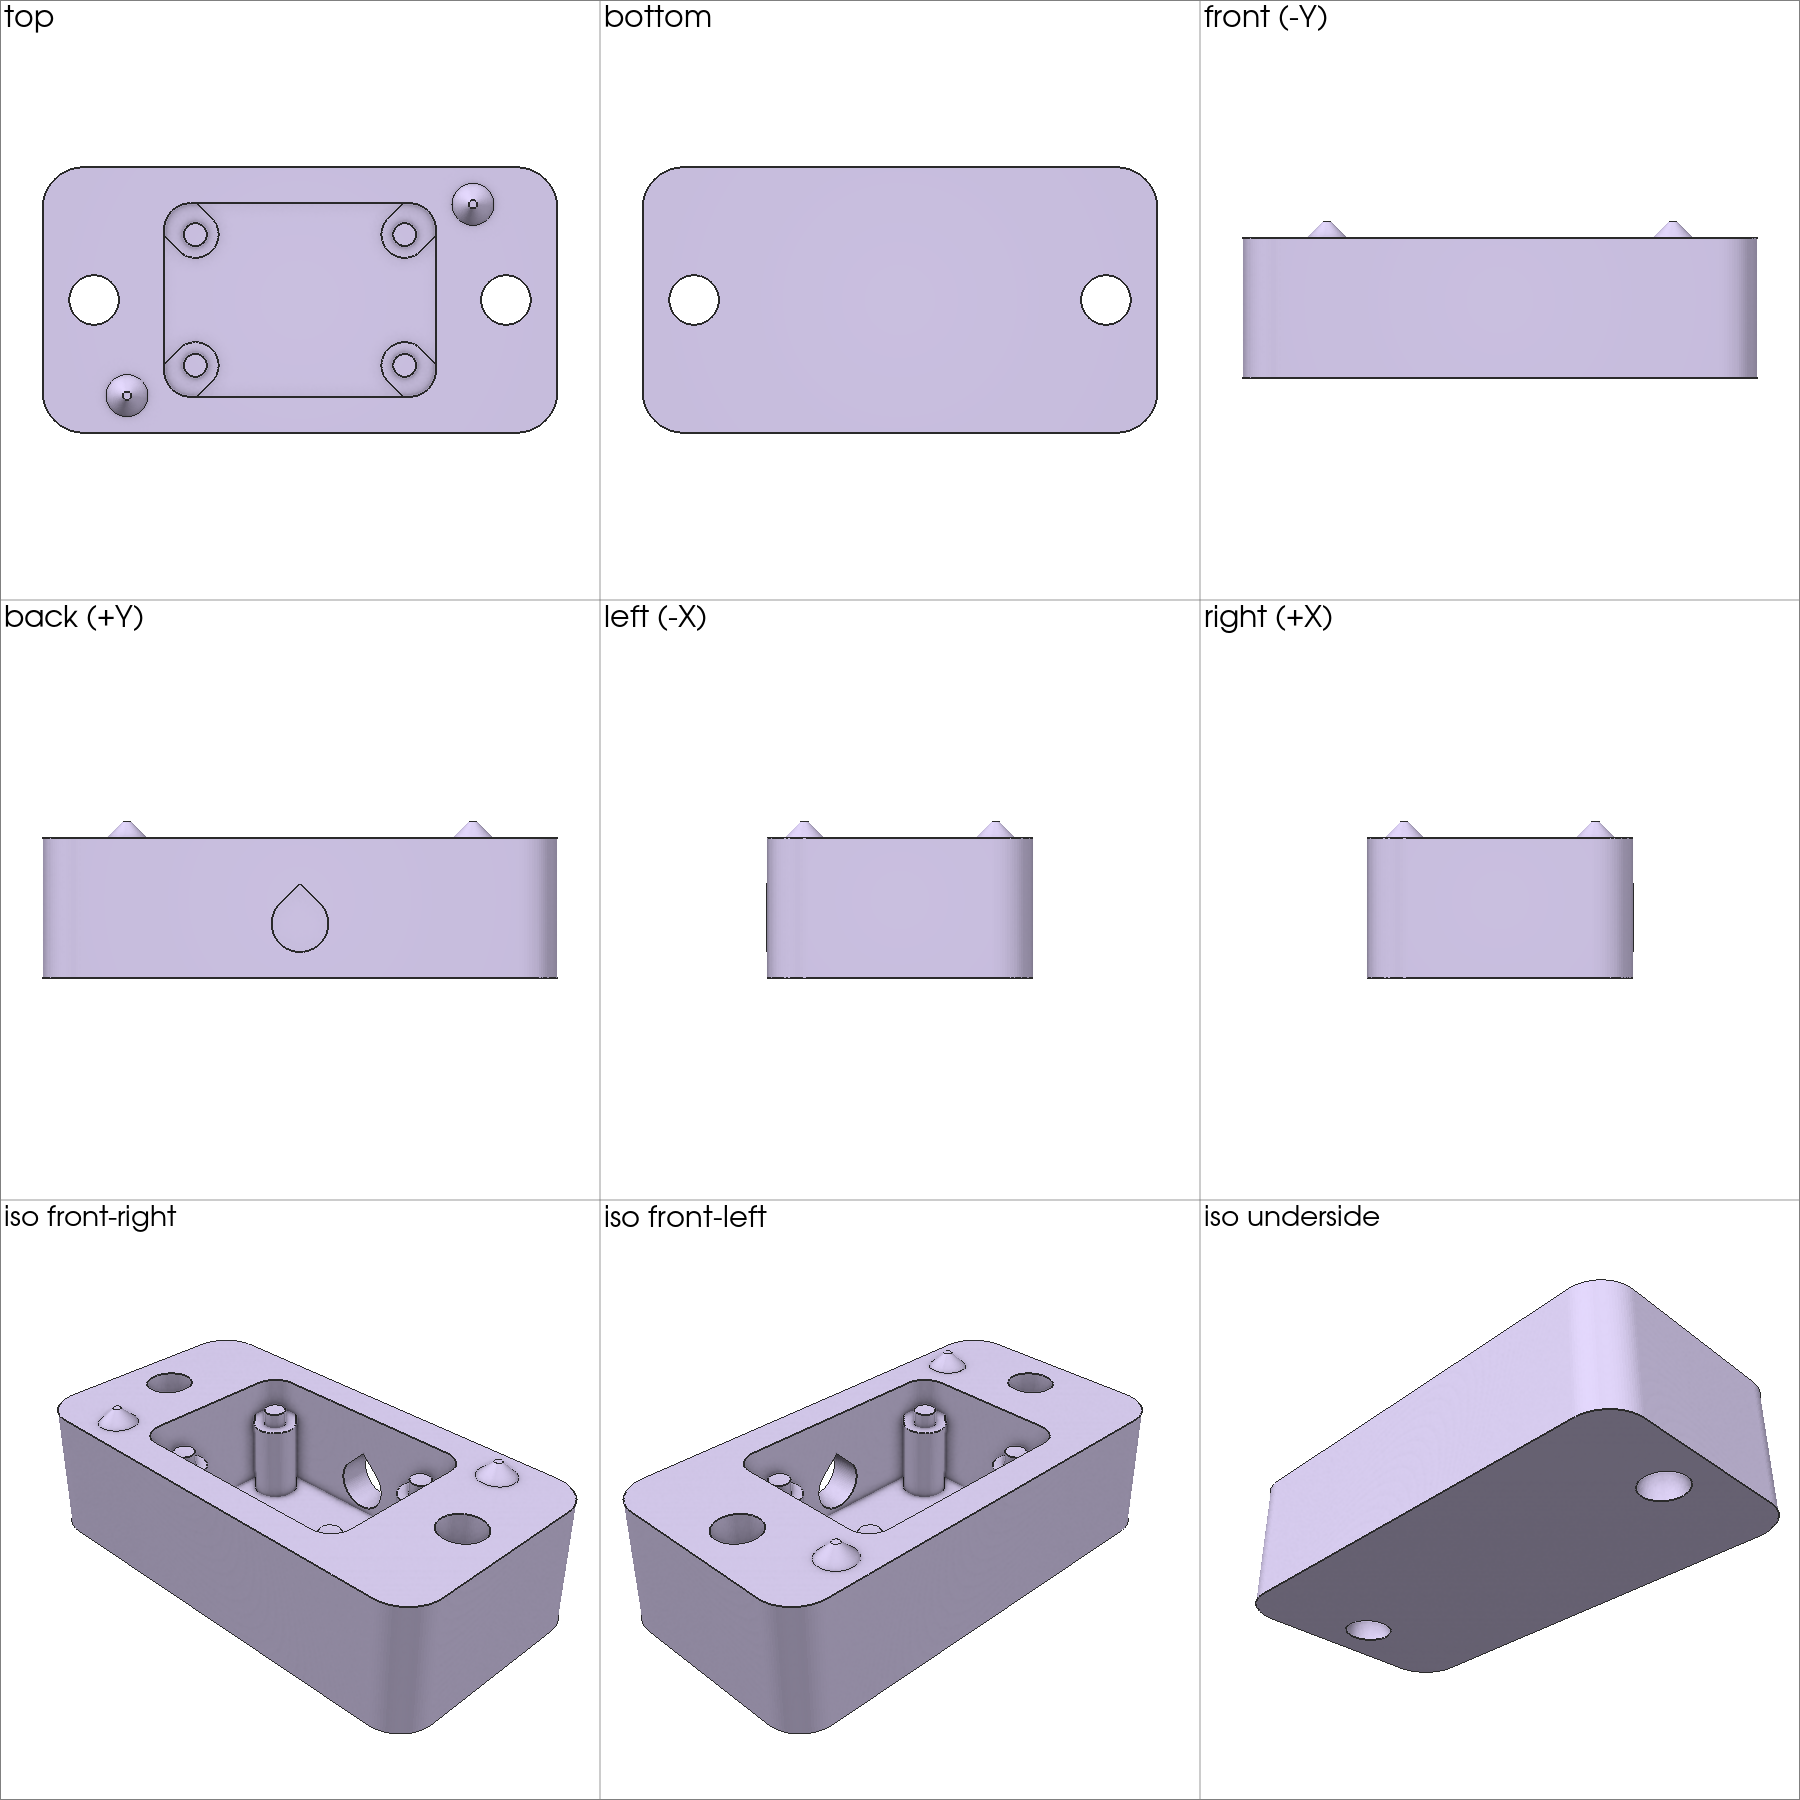 top
bottom
front (-Y)
back (+Y)
left (-X)
right (+X)
iso front-right
iso front-left
iso underside